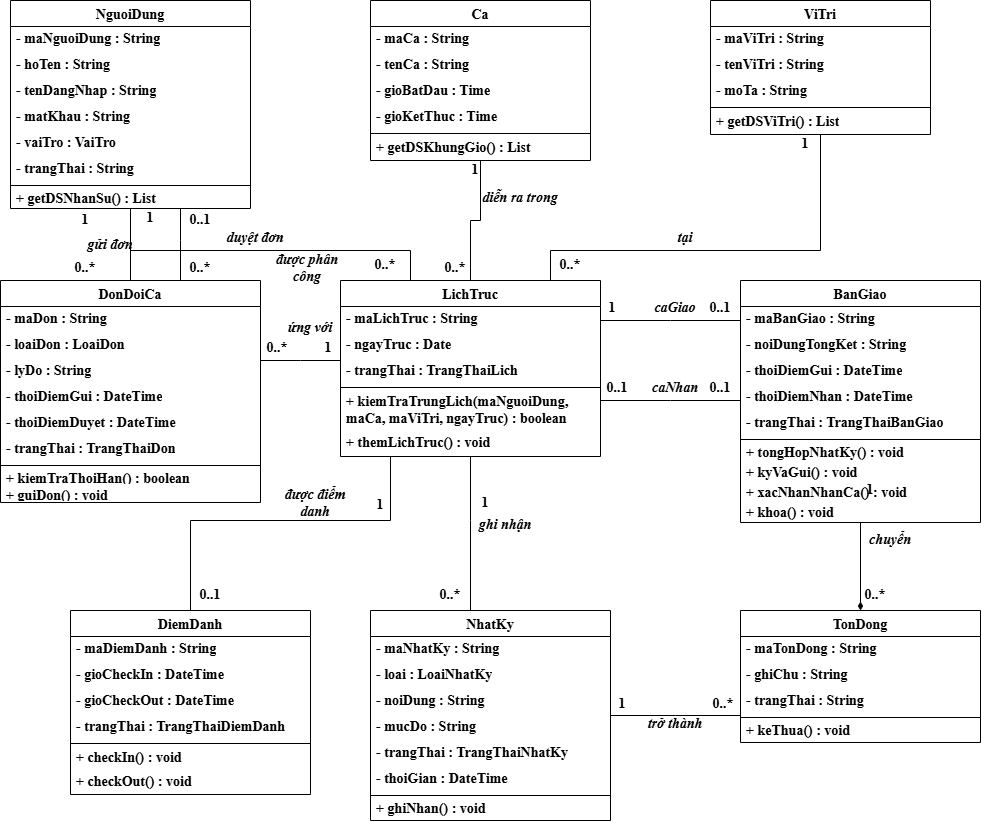 NguoiDung
- maNguoiDung : String
- hoTen : String
- tenDangNhap : String
- matKhau : String
- vaiTro : VaiTro
- trangThai : String
+ getDSNhanSu() : List
Ca
- maCa : String
- tenCa : String
- gioBatDau : Time
- gioKetThuc : Time
+ getDSKhungGio() : List
ViTri
- maViTri : String
- tenViTri : String
- moTa : String
+ getDSViTri() : List
1
1
0..1
gửi đơn
duyệt đơn
0..*
0..*
được phân
công
0..*
1
diễn ra trong
0..*
1
tại
0..*
DonDoiCa
- maDon : String
- loaiDon : LoaiDon
- lyDo : String
- thoiDiemGui : DateTime
- thoiDiemDuyet : DateTime
- trangThai : TrangThaiDon
+ kiemTraThoiHan() : boolean
+ guiDon() : void
ứng với
0..*
1
LichTruc
- maLichTruc : String
- ngayTruc : Date
- trangThai : TrangThaiLich
+ kiemTraTrungLich(maNguoiDung,
maCa, maViTri, ngayTruc) : boolean
+ themLichTruc() : void
1
caGiao
0..1
0..1
caNhan
0..1
BanGiao
- maBanGiao : String
- noiDungTongKet : String
- thoiDiemGui : DateTime
- thoiDiemNhan : DateTime
- trangThai : TrangThaiBanGiao
+ tongHopNhatKy() : void
+ kyVaGui() : void
+ xacNhanNhanCa() : void
1
+ khoa() : void
được điểm
danh
1
0..1
1
ghi nhận
0..*
chuyển
0..*
DiemDanh
- maDiemDanh : String
- gioCheckIn : DateTime
- gioCheckOut : DateTime
- trangThai : TrangThaiDiemDanh
+ checkIn() : void
+ checkOut() : void
NhatKy
- maNhatKy : String
- loai : LoaiNhatKy
- noiDung : String
- mucDo : String
- trangThai : TrangThaiNhatKy
- thoiGian : DateTime
+ ghiNhan() : void
1
trở thành
0..*
TonDong
- maTonDong : String
- ghiChu : String
- trangThai : String
+ keThua() : void